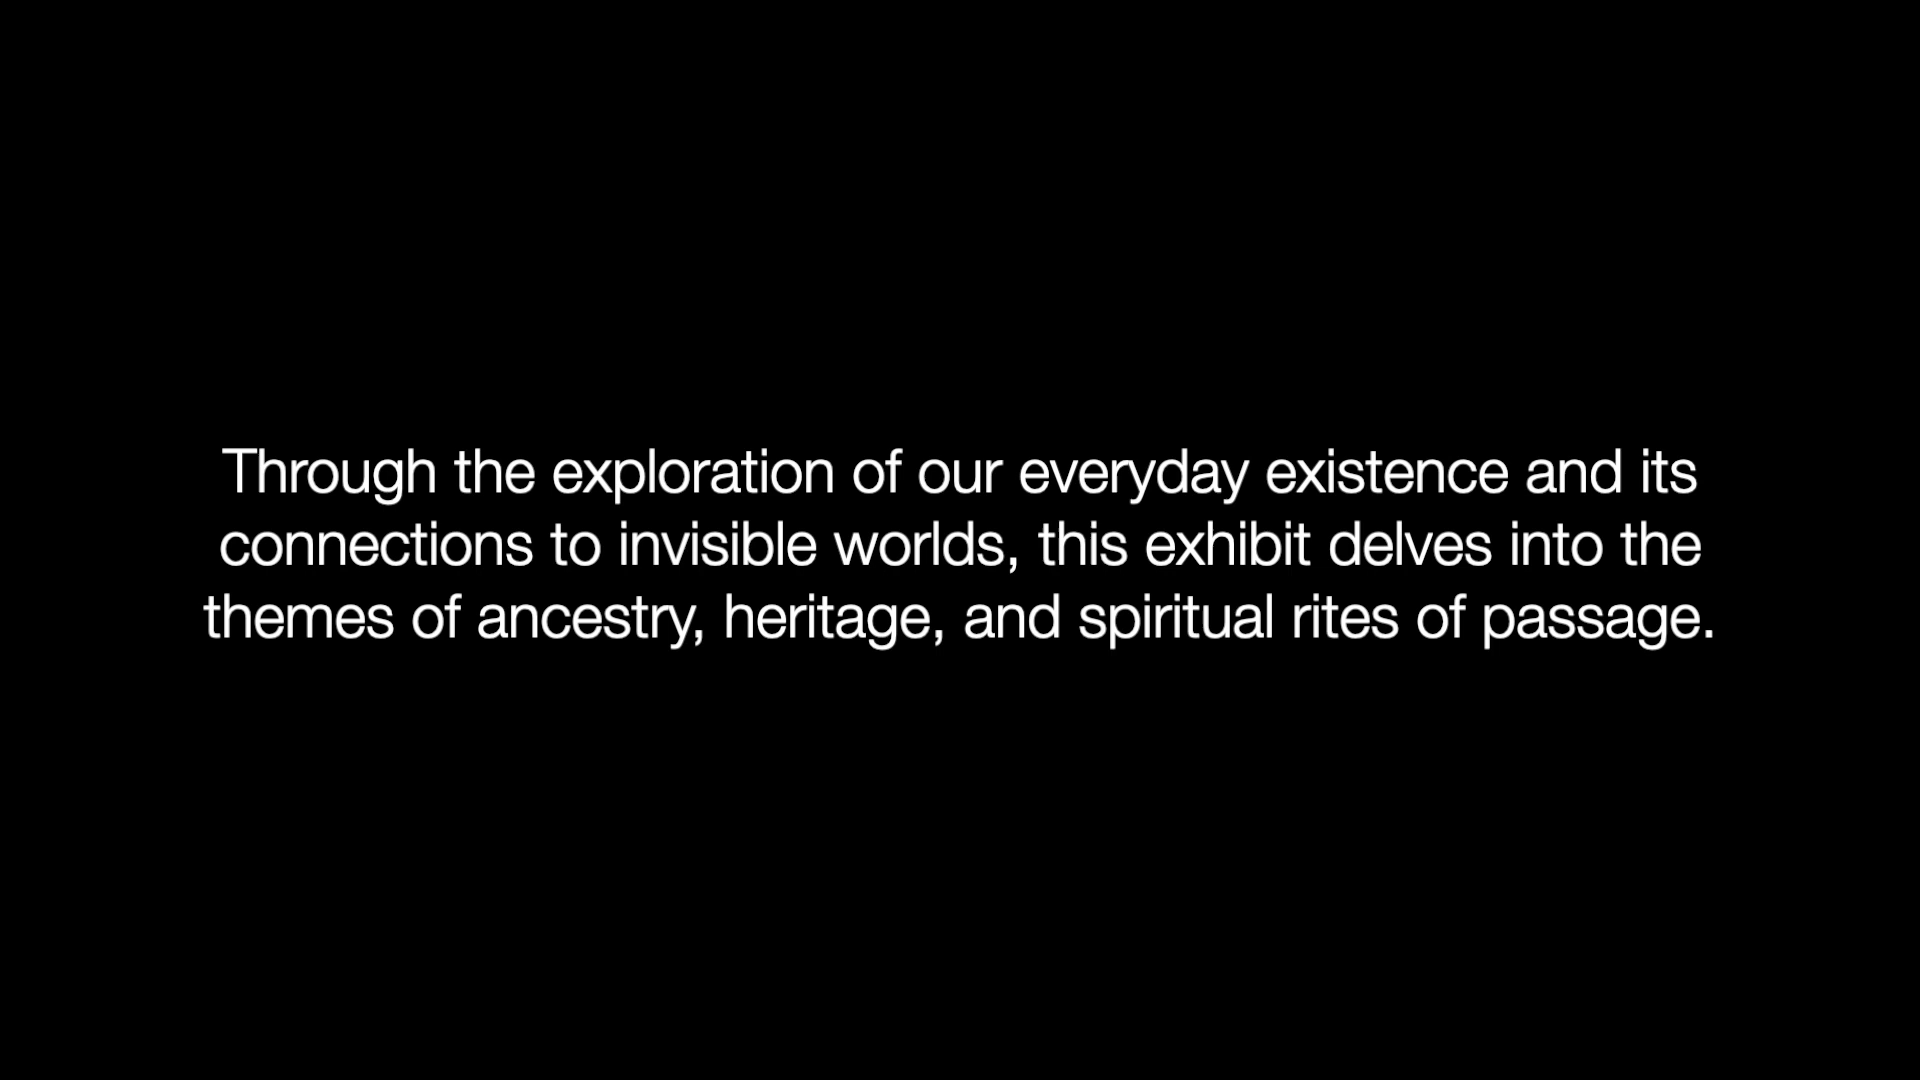 Through the exploration of our everyday existence and its
connections to invisible worlds, this exhibit delves into the
themes of ancestry, heritage, and spiritual rites of passage.